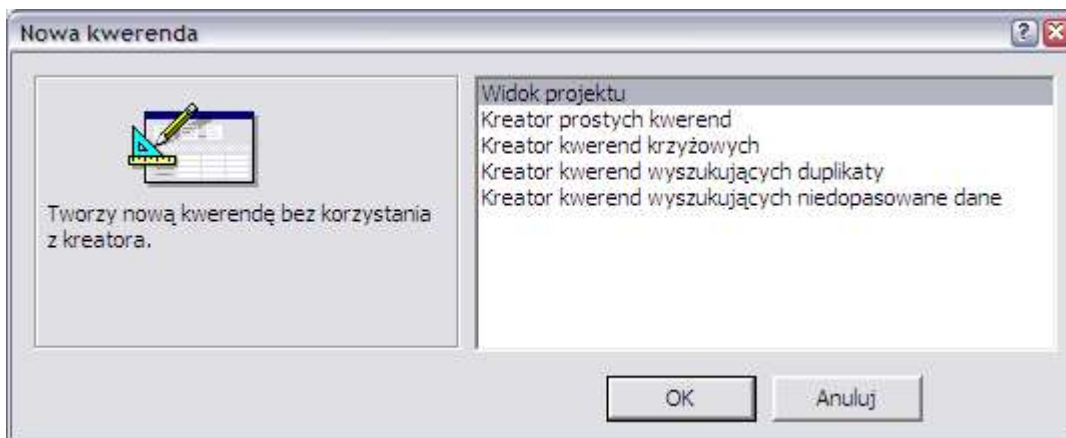 Nowa kwerenda
Tworzy nową kwerendę bez korzystania
z kreatora.
Widok projektu
Kreator prostych kwerend
Kreator kwerend krzyżowych
Kreator kwerend wyszukujących duplikaty
Kreator kwerend wyszukujących niedopasowane dane
OK
Anuluj